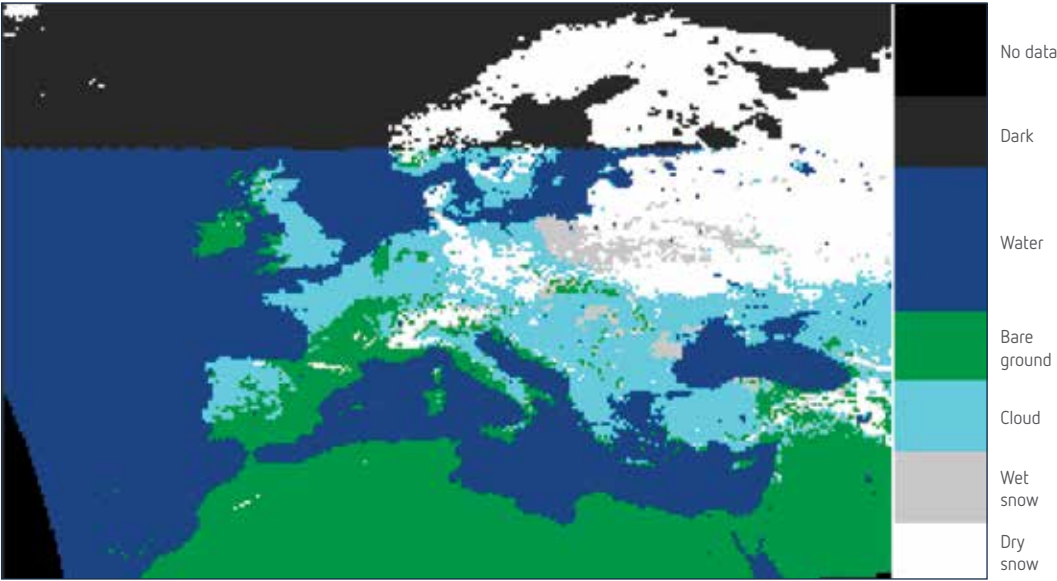 No data
Dark
Water
Bare
ground
Cloud
Wet
snow
Dry
snow